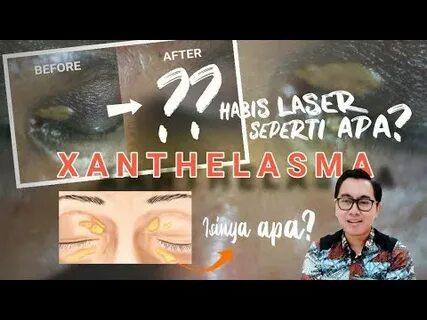 BEFORE
AFTER
??
HABIS LASER
SEPERTI APA?
XANTHELASMA
Isinya apa?